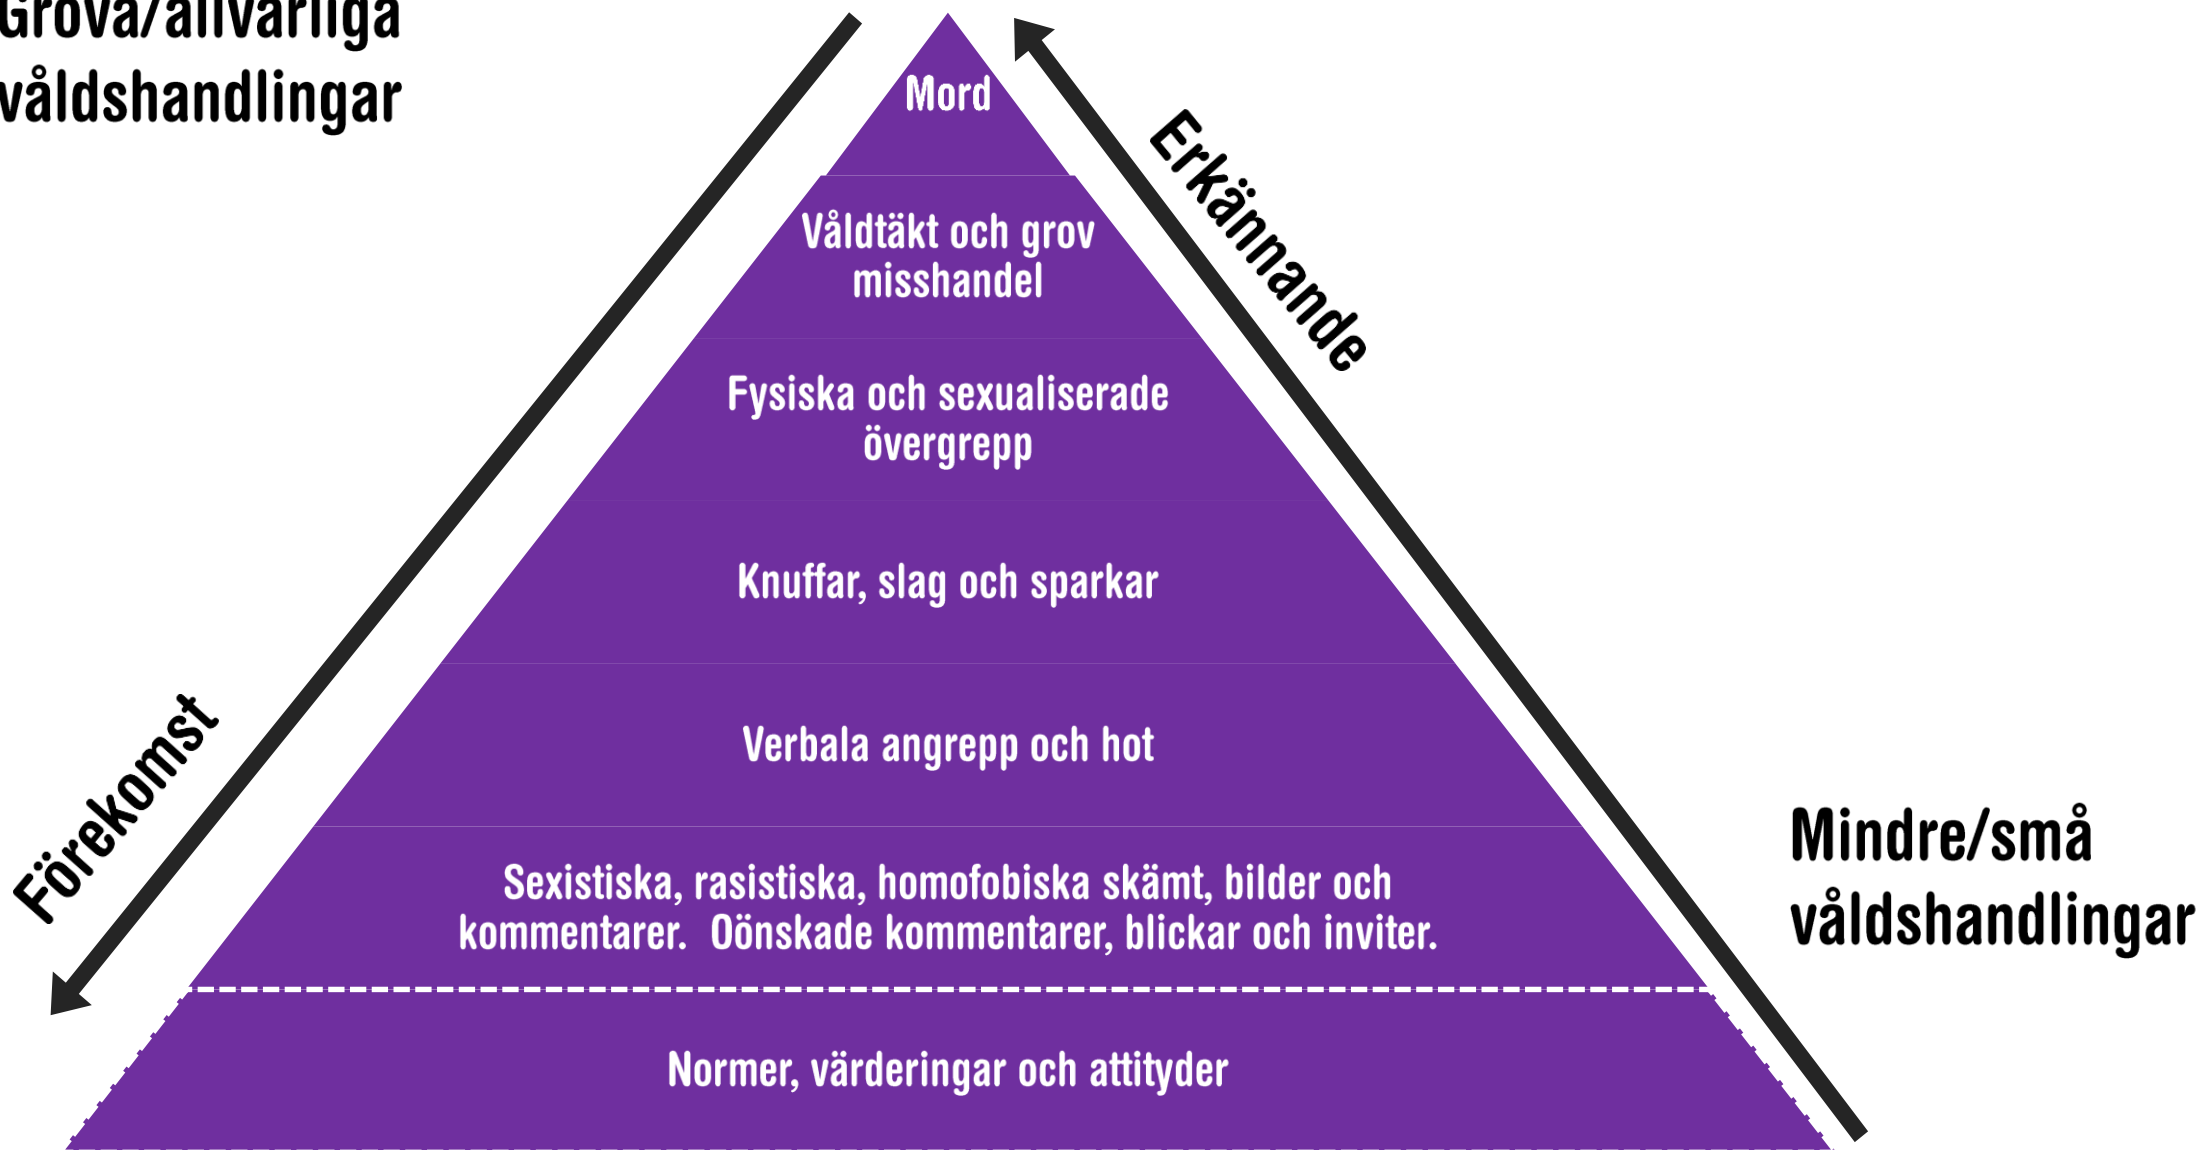 Grova/allvarliga
våldshandlingar
Mord
Erkännande
Våldtäkt och grov
misshandel
Fysiska och sexualiserade
övergrepp
Knuffar, slag och sparkar
Förekomst
Verbala angrepp och hot
Mindre/små
våldshandlingar
Sexistiska, rasistiska, homofobiska skämt, bilder och
kommentarer.  Oönskade kommentarer, blickar och inviter.
Normer, värderingar och attityder